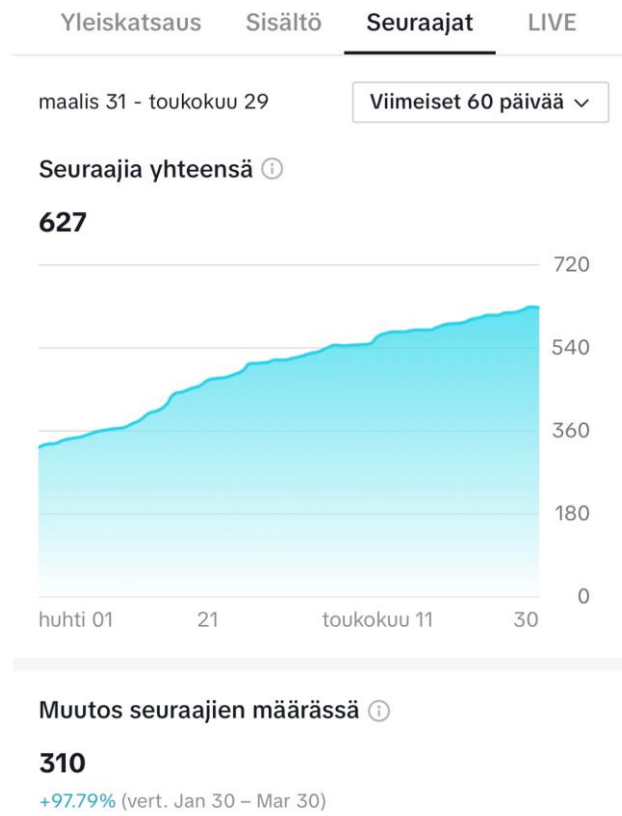 Yleiskatsaus Sisältö Seuraajat LIVE
maalis 31 - toukokuu 29 Viimeiset 60 päivää
Seuraajia yhteensä
627
720
540
360
180
0
huhti 01 21 toukokuu 11 30
Muutos seuraajien määrässä
310
+97.79% (vert. Jan 30 – Mar 30)